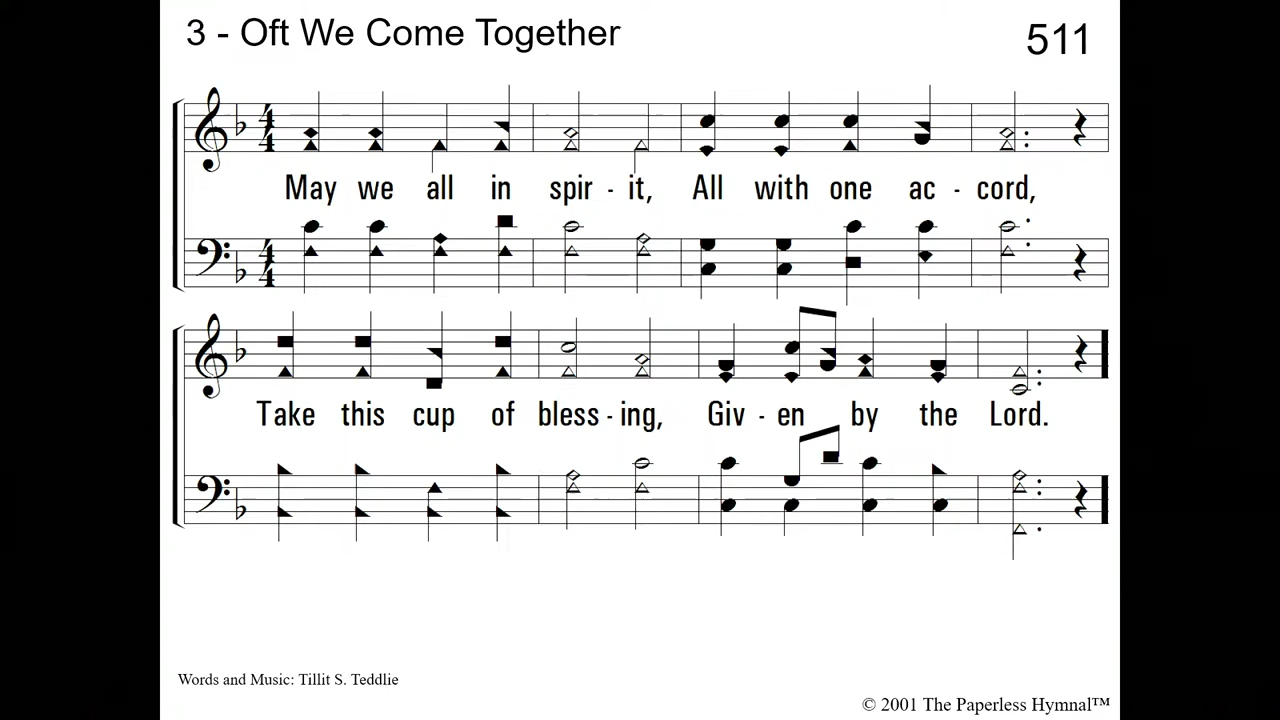 3 - Oft We Come Together
511
May we all in spir - it, All with one ac - cord,
Take this cup of bless - ing, Giv - en by the Lord.
Words and Music: Tillit S. Teddlie
© 2001 The Paperless Hymnal™